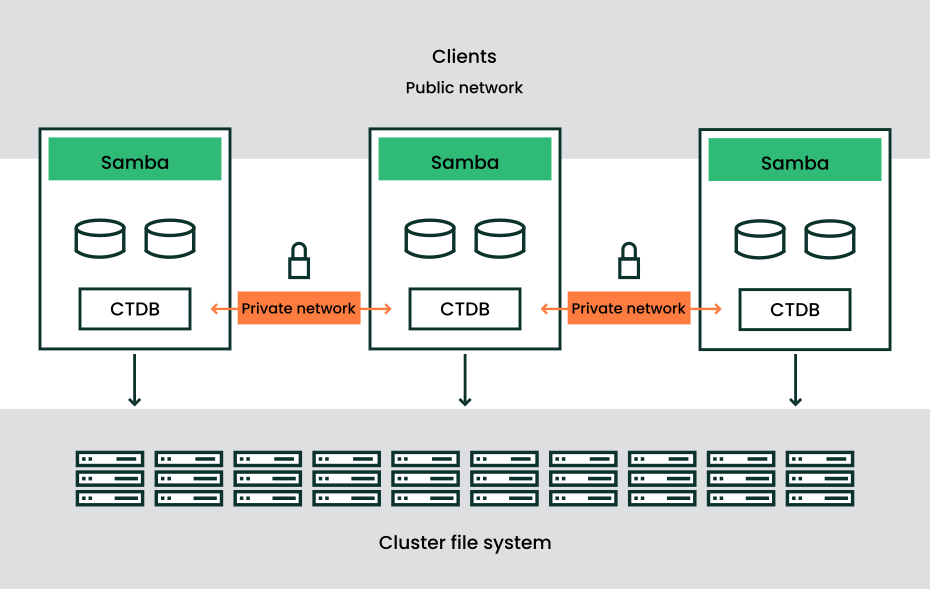 Clients
Public network
Samba
Samba
Samba
Private network
Private network
CTDB
CTDB
CTDB
Cluster file system